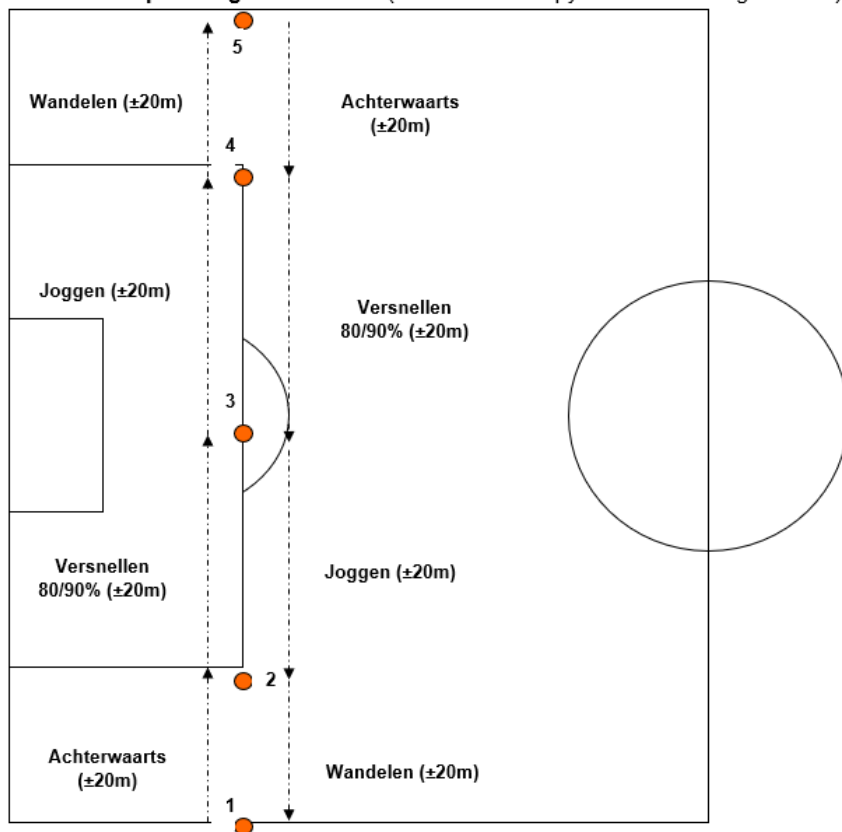 5
Wandelen (±20m)
Achterwaarts
(±20m)
4
Joggen (±20m)
Versnellen
80/90% (±20m)
3
Versnellen
80/90% (±20m)
Joggen (±20m)
2
Achterwaarts
(±20m)
Wandelen (±20m)
1